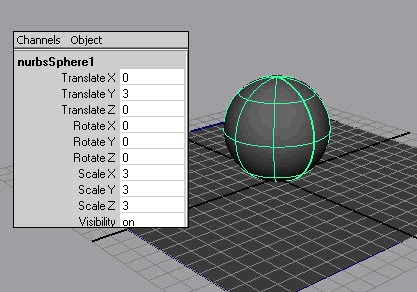 Channels Object
nurbsSphere1
Translate X 0
Translate Y 3
Translate Z 0
Rotate X 0
Rotate Y 0
Rotate Z 0
Scale X 3
Scale Y 3
Scale Z 3
Visibility on